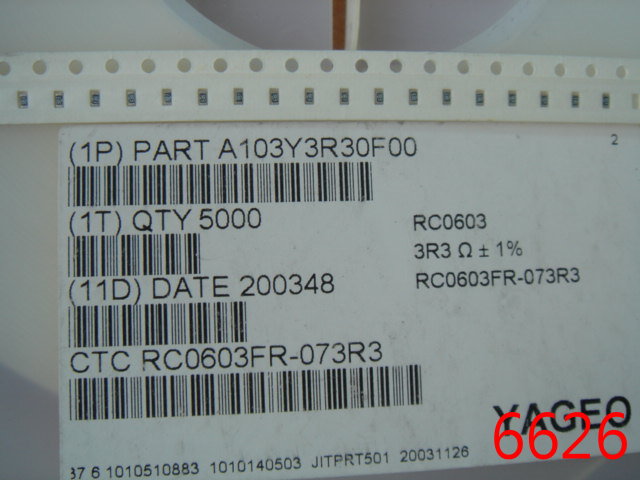 2
(1P) PART A103Y3R30F00
(1T) QTY 5000
RC0603
3R3 Ω ± 1%
(11D) DATE 200348
RC0603FR-073R3
CTC RC0603FR-073R3
YAGEO
6626
37 6 1010510883 1010140503 JITPRT501 20031126